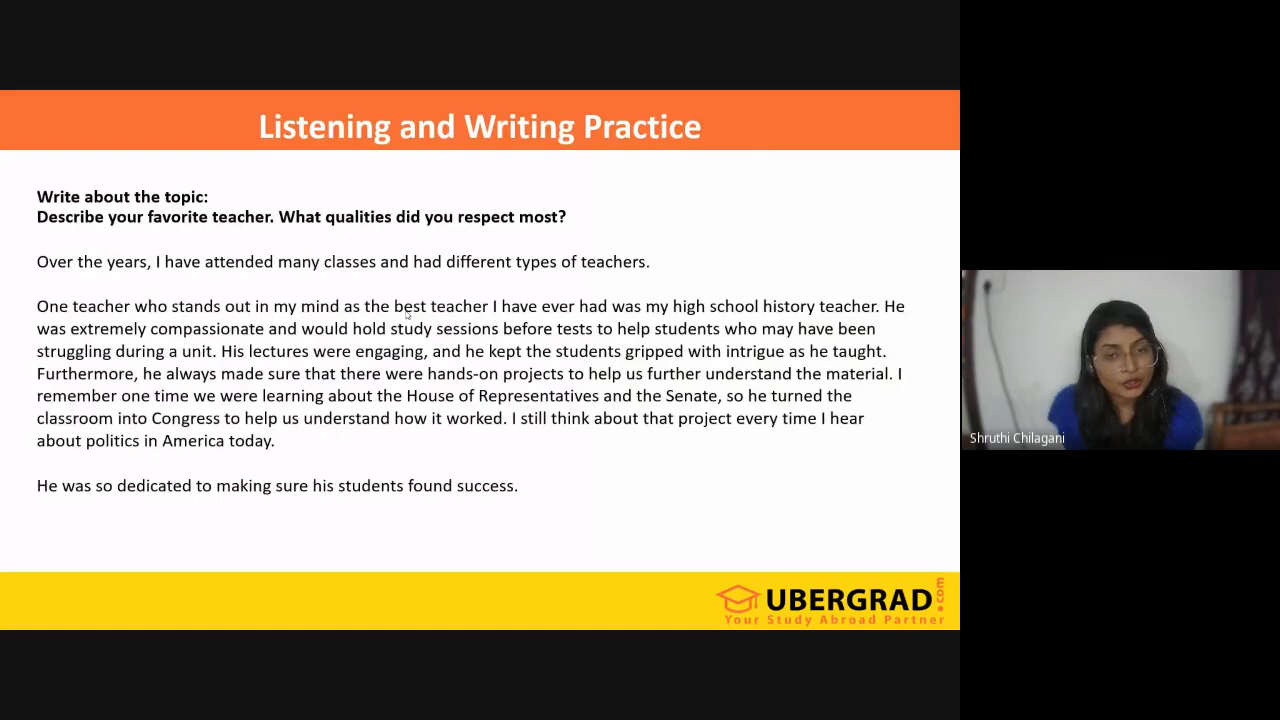 Listening and Writing Practice
Write about the topic:
Describe your favorite teacher. What qualities did you respect most?
Over the years, I have attended many classes and had different types of teachers.
One teacher who stands out in my mind as the best teacher I have ever had was my high school history teacher. He
was extremely compassionate and would hold study sessions before tests to help students who may have been
struggling during a unit. His lectures were engaging, and he kept the students gripped with intrigue as he taught.
Furthermore, he always made sure that there were hands-on projects to help us further understand the material. I
remember one time we were learning about the House of Representatives and the Senate, so he turned the
classroom into Congress to help us understand how it worked. I still think about that project every time I hear
about politics in America today.
He was so dedicated to making sure his students found success.
Shruthi Chilagani
UBERGRAD.com
Your Study Abroad Partner